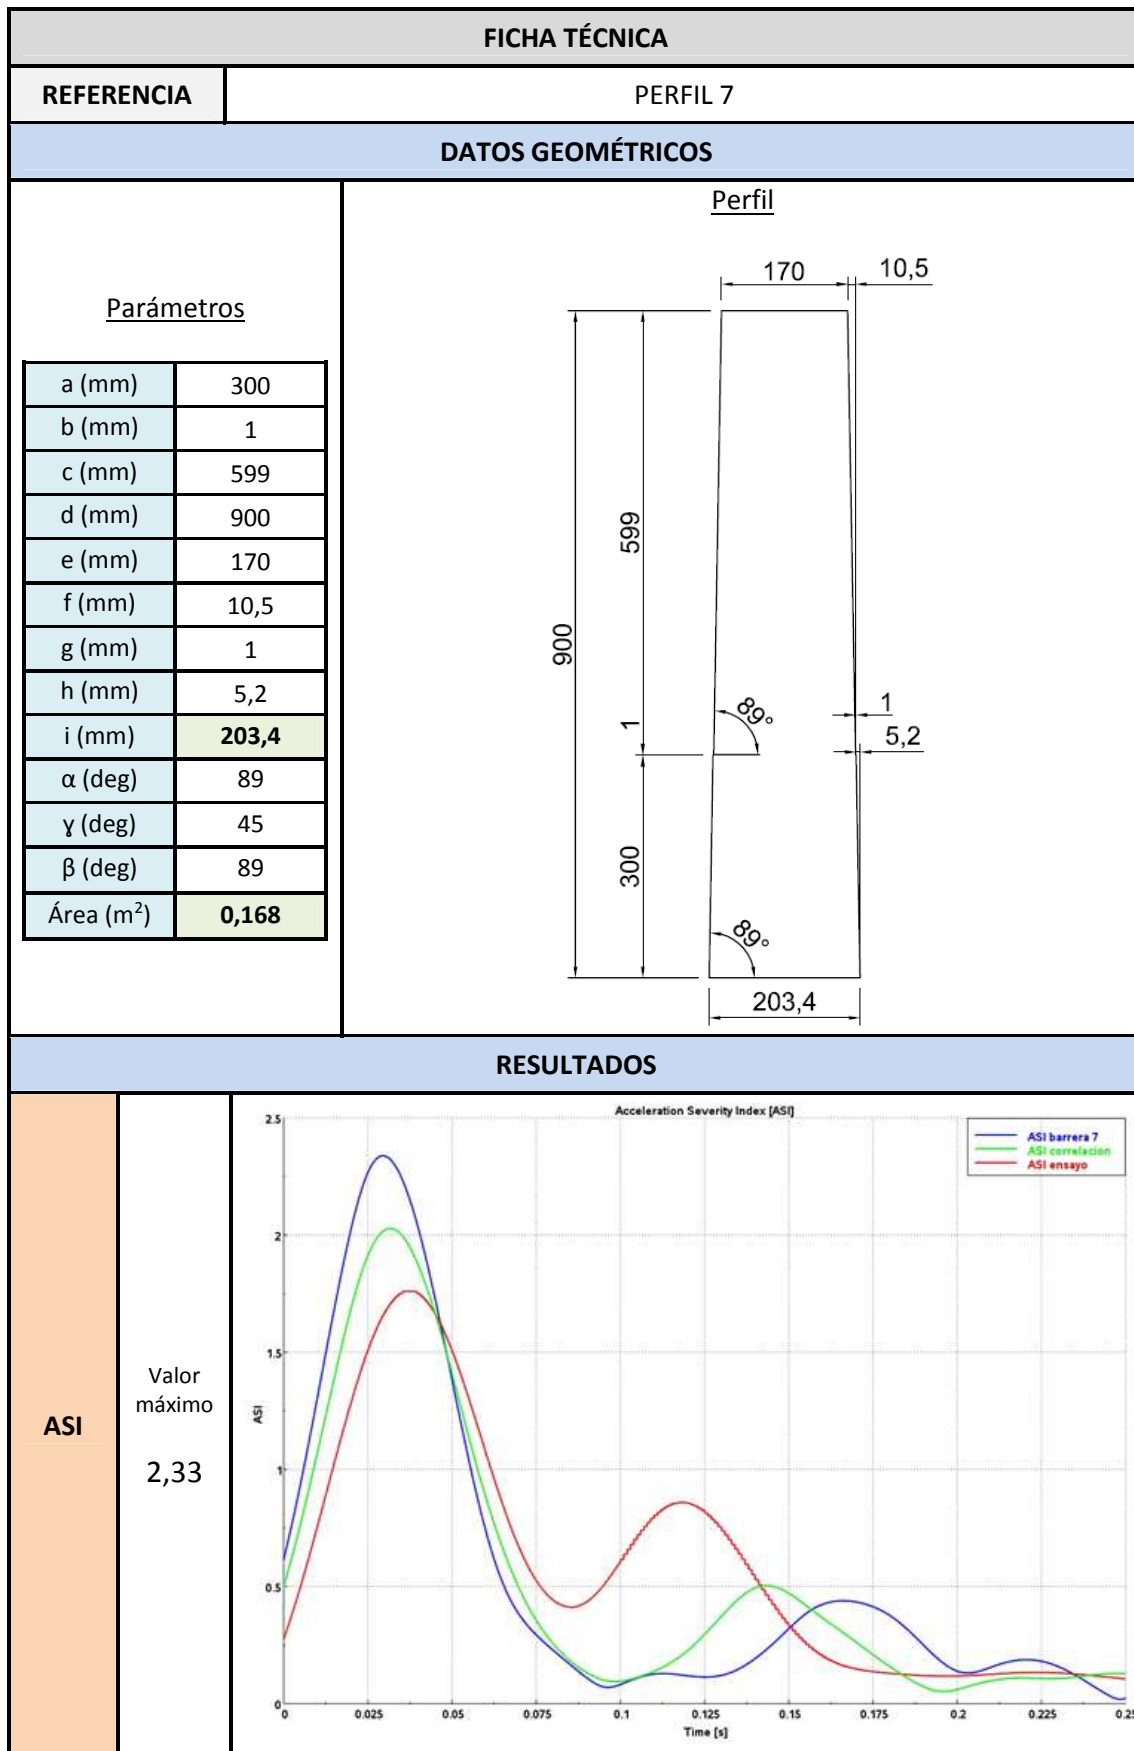 FICHA TÉCNICA
REFERENCIA PERFIL 7
DATOS GEOMÉTRICOS
Parámetros
a (mm) 300
b (mm) 1
c (mm) 599
d (mm) 900
e (mm) 170
f (mm) 10,5
g (mm) 1
h (mm) 5,2
i (mm) 203,4
α (deg) 89
γ (deg) 45
β (deg) 89
Área (m²) 0,168
Perfil
170 10,5
599
900
89°
1
1
5,2
300
89°
203,4
RESULTADOS
ASI
Valor
máximo
2,33
Acceleration Severity Index [ASI]
ASI barrera 7
ASI correlacion
ASI ensayo
2.5
2
1.5
1
0.5
0
ASI
0 0.025 0.05 0.075 0.1 0.125 0.15 0.175 0.2 0.225 0.25
Time [s]